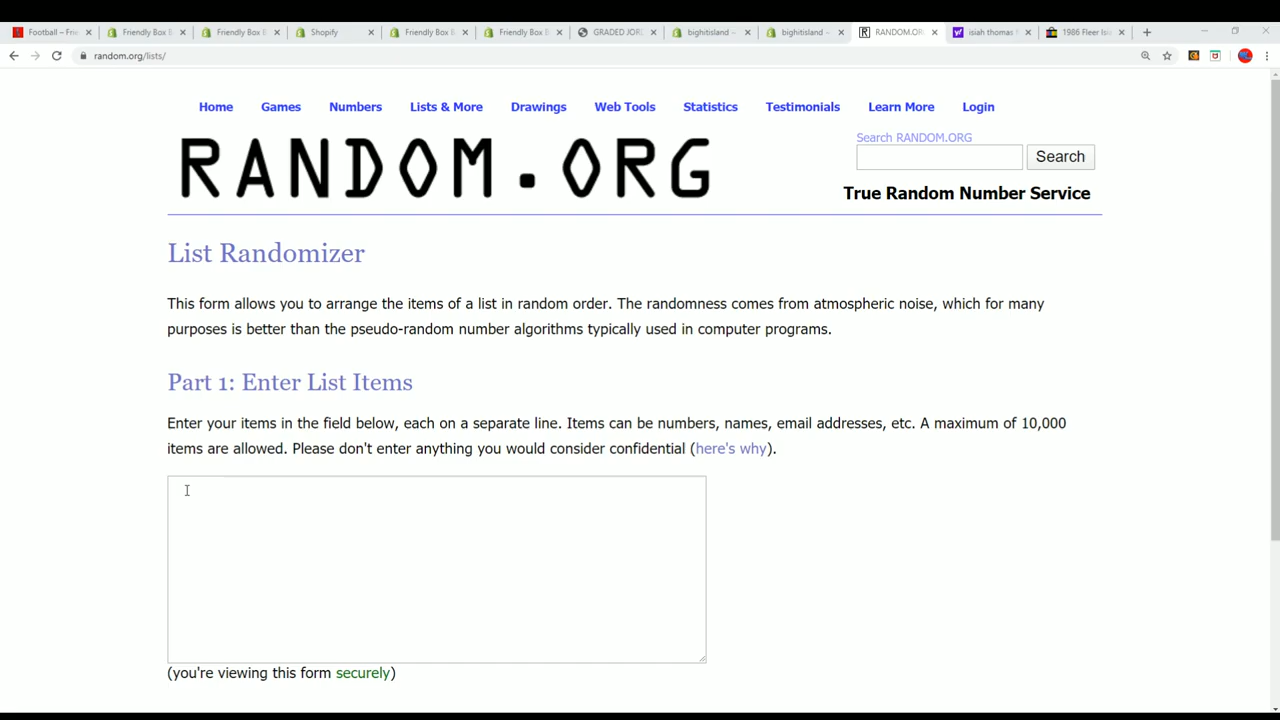 Football – Frie Friendly Box B Friendly Box B Shopify Friendly Box B Friendly Box B GRADED JOR bighitisland – bighitisland – RANDOM.OR isiah thomas 1986 Fleer Isi
random.org/lists/
Home Games Numbers Lists & More Drawings Web Tools Statistics Testimonials Learn More Login
Search RANDOM.ORG
RANDOM.ORG
Search
True Random Number Service
List Randomizer
This form allows you to arrange the items of a list in random order. The randomness comes from atmospheric noise, which for many
purposes is better than the pseudo-random number algorithms typically used in computer programs.
Part 1: Enter List Items
Enter your items in the field below, each on a separate line. Items can be numbers, names, email addresses, etc. A maximum of 10,000
items are allowed. Please don't enter anything you would consider confidential (here's why).
(you're viewing this form securely)